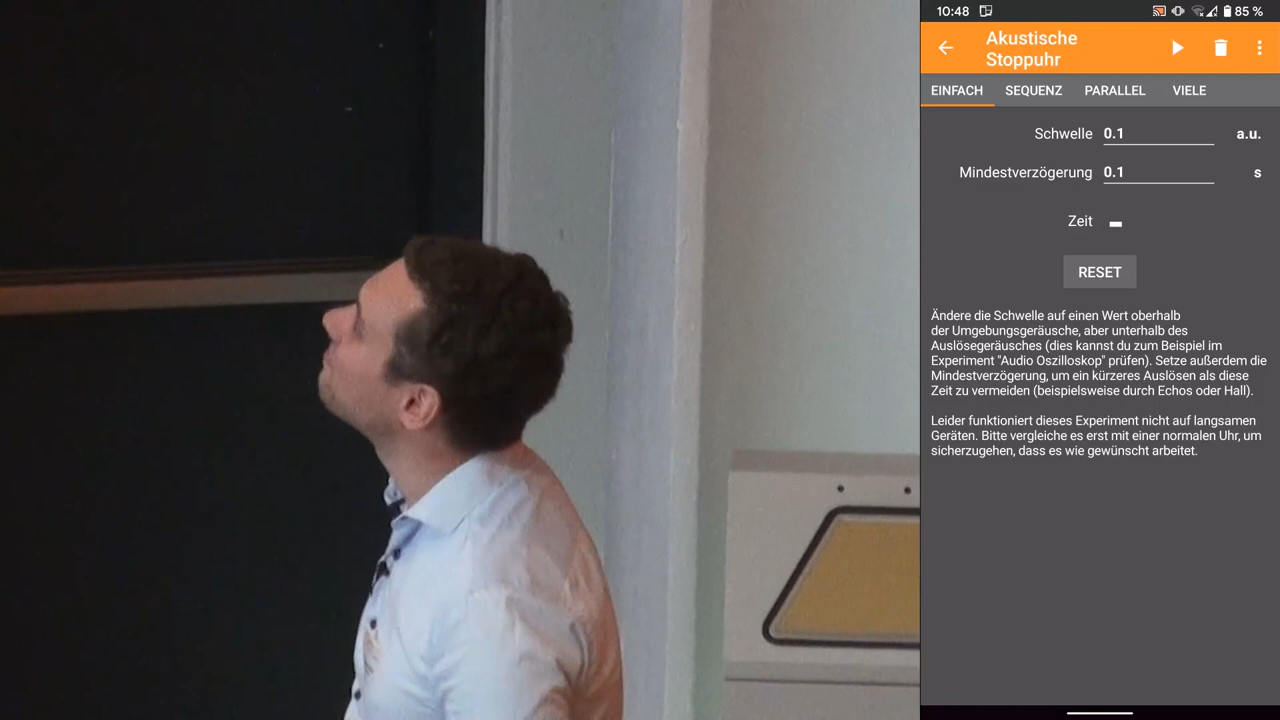 10:48
85 %
Akustische
Stoppuhr
EINFACH SEQUENZ PARALLEL VIELE
Schwelle 0.1 a.u.
Mindestverzögerung 0.1 s
Zeit -
RESET
Ändere die Schwelle auf einen Wert oberhalb
der Umgebungsgeräusche, aber unterhalb des
Auslösegeräusches (dies kannst du zum Beispiel im
Experiment "Audio Oszilloskop" prüfen). Setze außerdem die
Mindestverzögerung, um ein kürzeres Auslösen als diese
Zeit zu vermeiden (beispielsweise durch Echos oder Hall).
Leider funktioniert dieses Experiment nicht auf langsamen
Geräten. Bitte vergleiche es erst mit einer normalen Uhr, um
sicherzugehen, dass es wie gewünscht arbeitet.